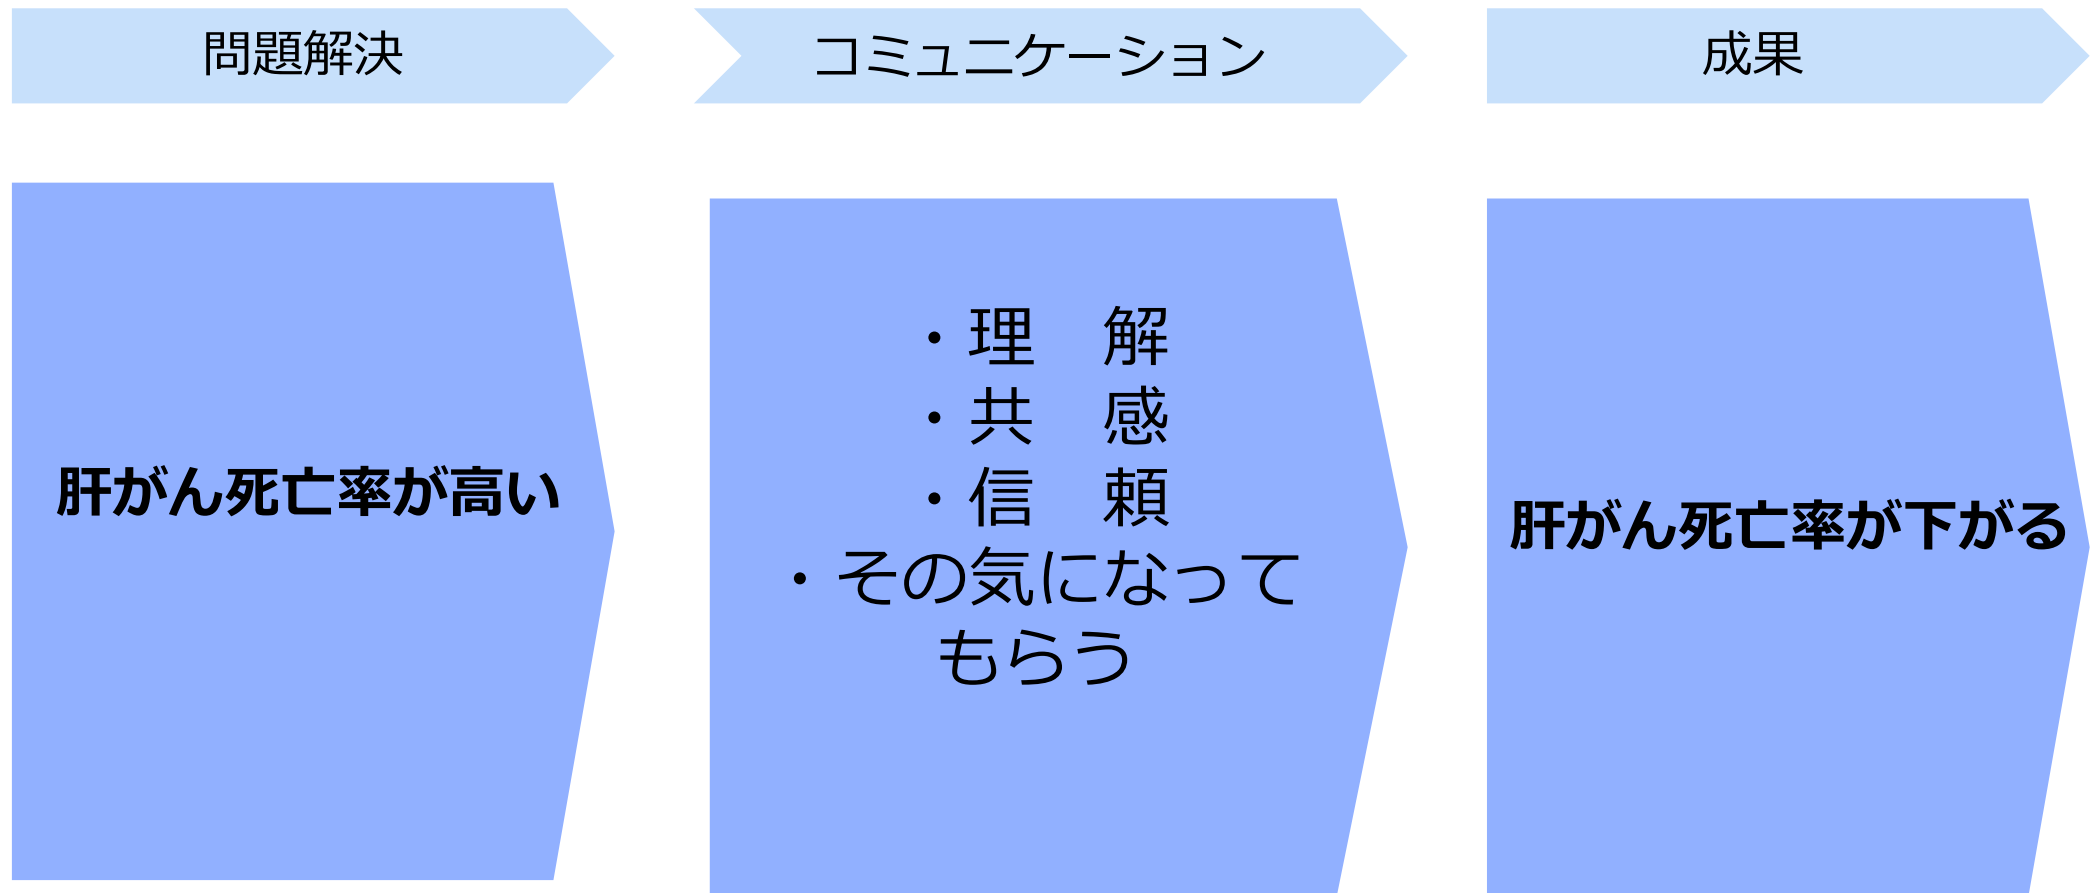 問題解決
コミュニケーション
成果
肝がん死亡率が高い
・理　解
・共　感
・信　頼
・その気になって
もらう
肝がん死亡率が下がる